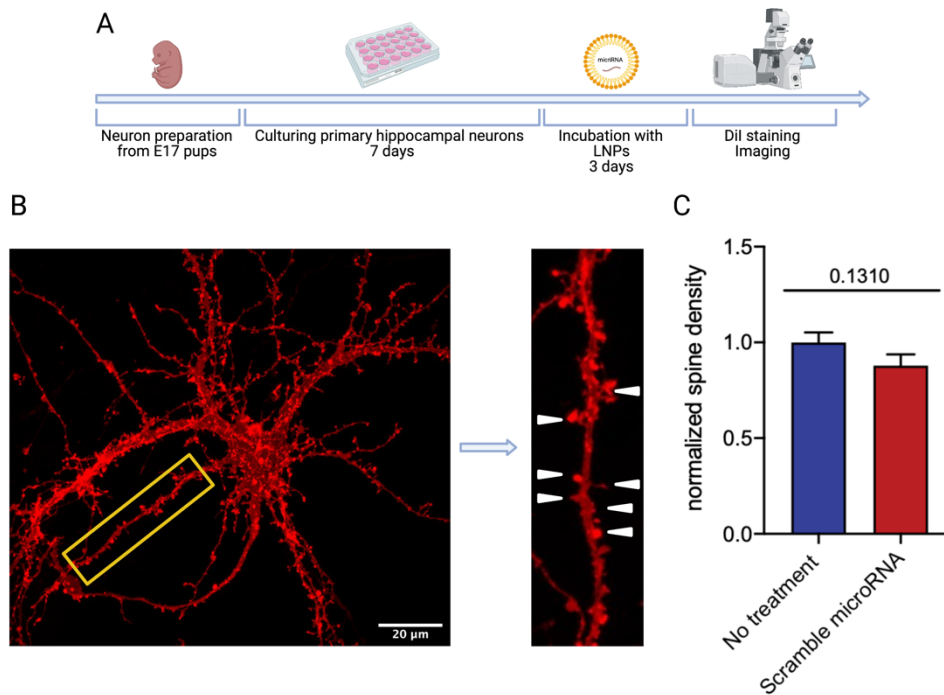 A
micriRNA
Neuron preparation
from E17 pups
Culturing primary hippocampal neurons
7 days
Incubation with
LNPs
3 days
DiI staining
Imaging
B
20 µm
C
normalized spine density
1.5
1.0
0.5
0.0
0.1310
No treatment
Scramble microRNA